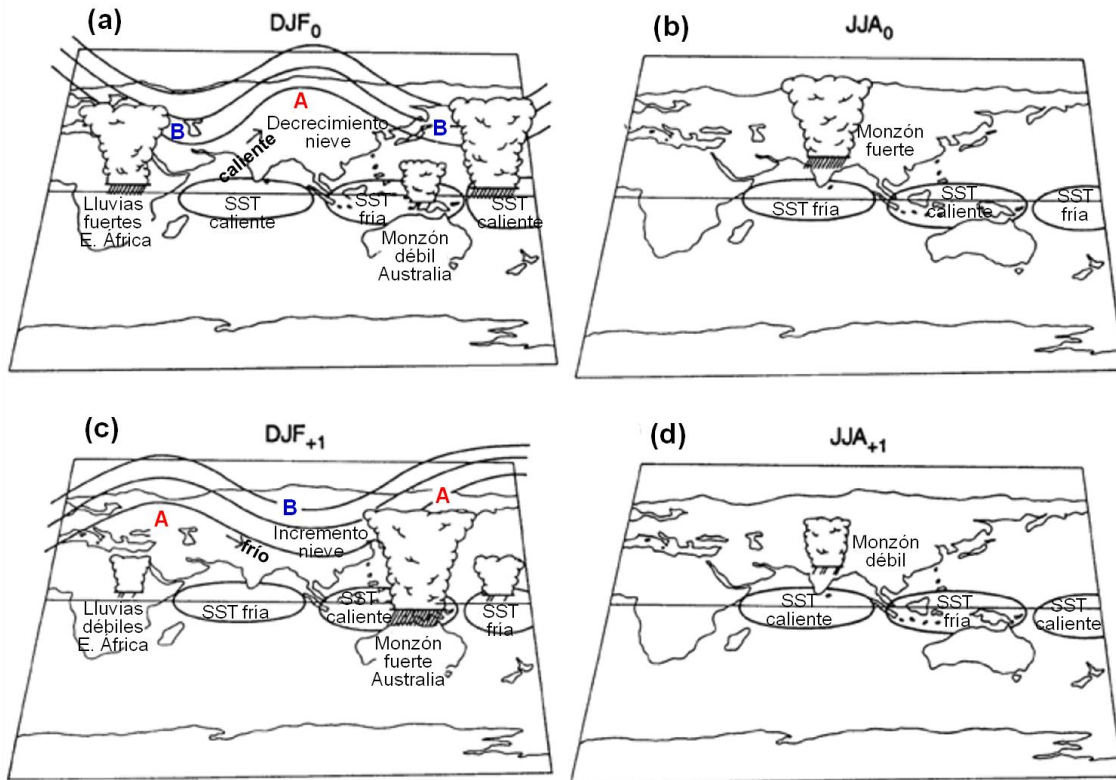 (a)
DJF0
A
B
B
Decrecimiento
nieve
caliente
Lluvias
fuertes
E. África
SST
caliente
SST
fría
SST
caliente
Monzón
débil
Australia
(b)
JJA0
Monzón
fuerte
SST fría
SST
caliente
SST
fría
(c)
DJF+1
A
B
A
Incremento
nieve
frío
Lluvias
débiles
E. África
SST fría
SST
caliente
SST
fría
Monzón
fuerte
Australia
(d)
JJA+1
Monzón
débil
SST
caliente
SST
fría
SST
caliente